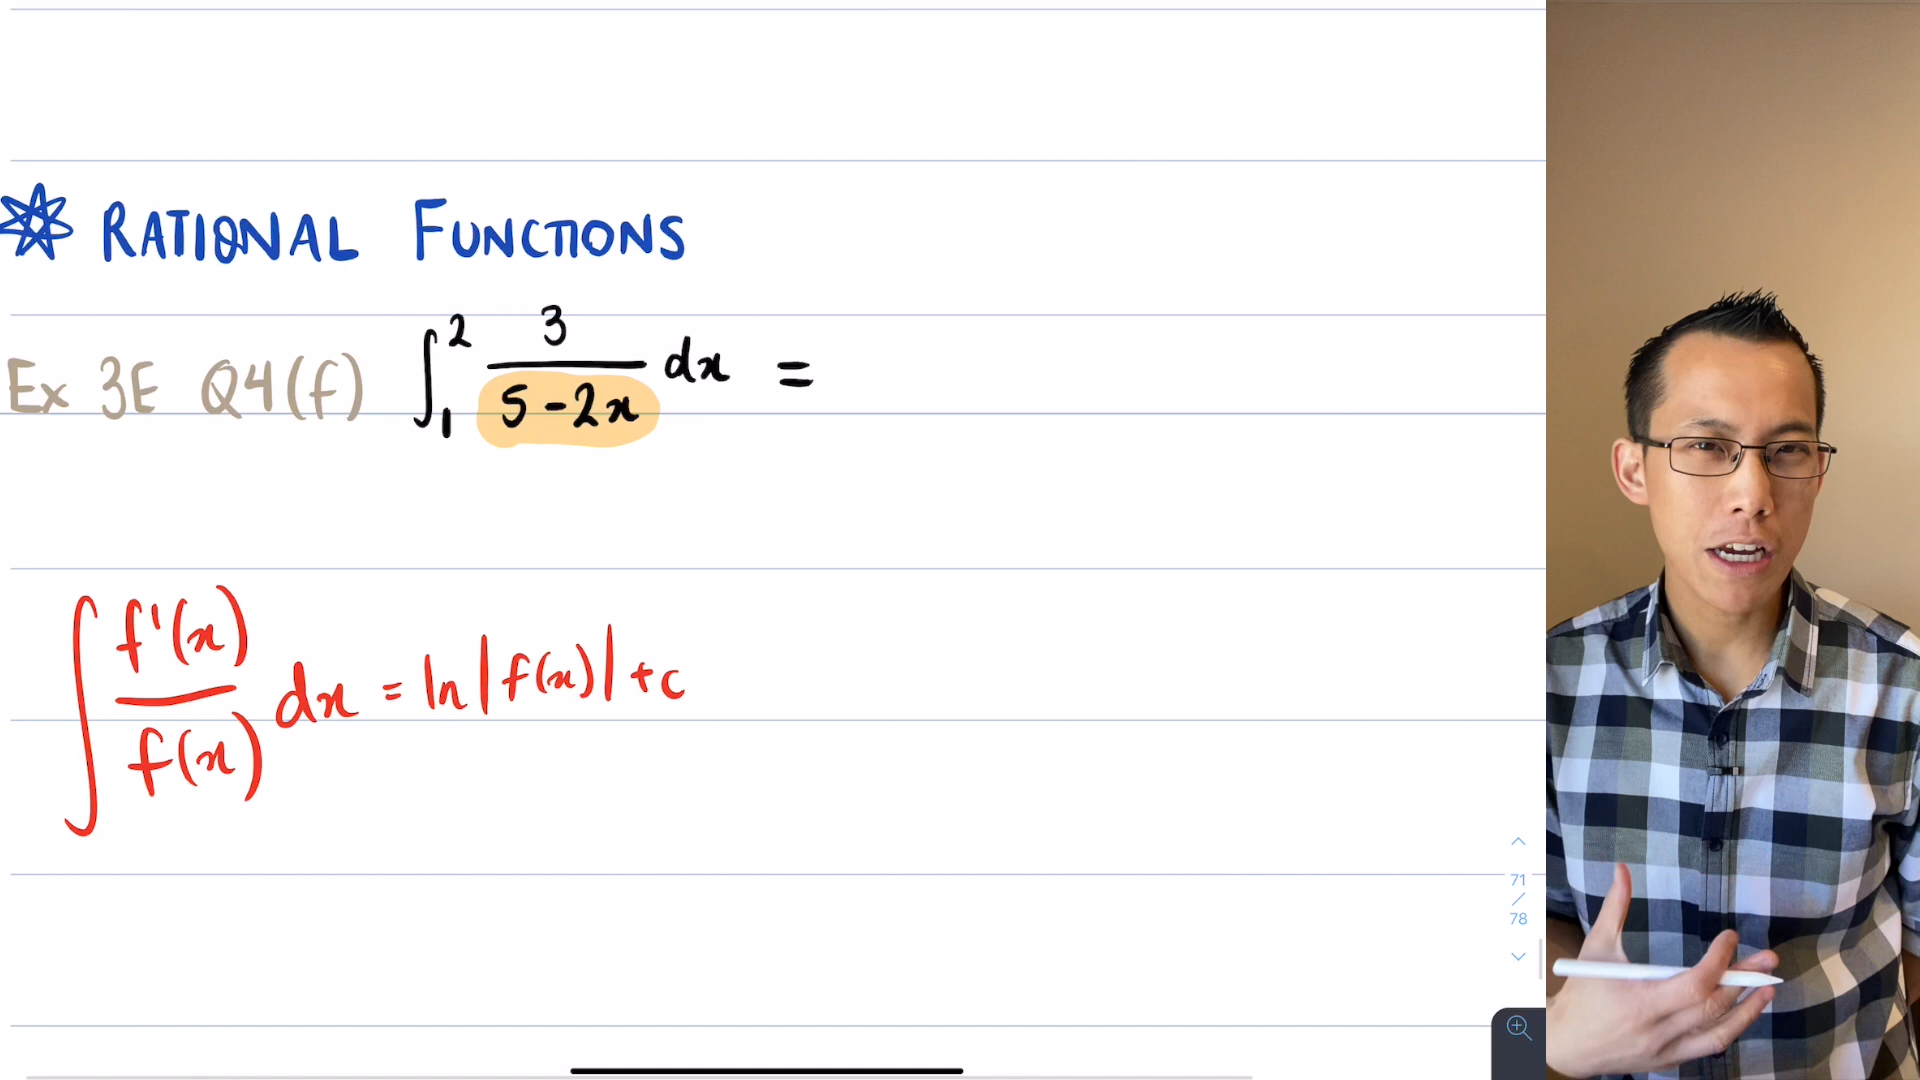 RATIONAL FUNCTIONS
Ex 3E Q4(f) ∫₁² 3/(5-2x) dx =
∫ f'(x)/f(x) dx = ln|f(x)| + c
71
/
78